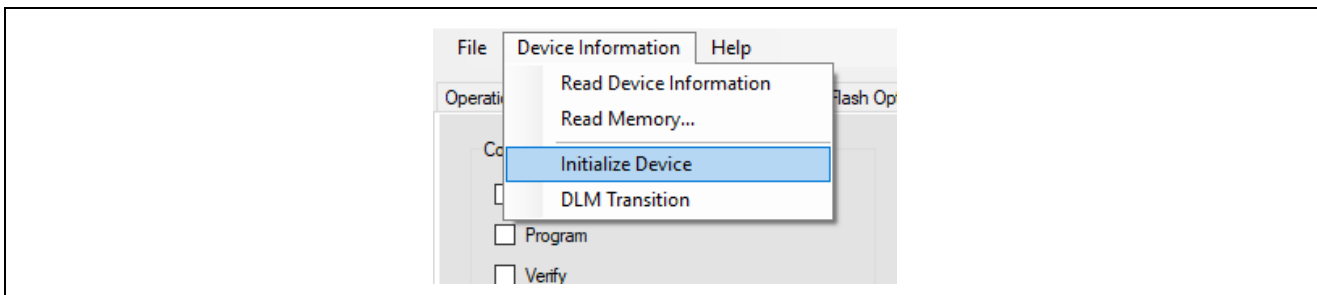 File Device Information Help
Read Device Information
Read Memory...
Initialize Device
DLM Transition
Program
Verify